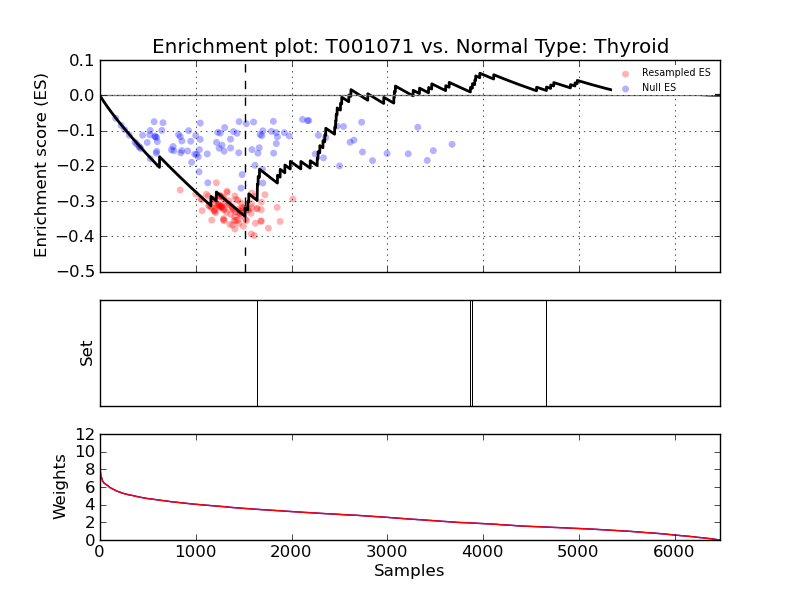 Enrichment plot: T001071 vs. Normal Type: Thyroid
Enrichment score (ES)
0.1
0.0
−0.1
−0.2
−0.3
−0.4
−0.5
Resampled ES
Null ES
Set
Weights
12
10
8
6
4
2
0
0 1000 2000 3000 4000 5000 6000
Samples